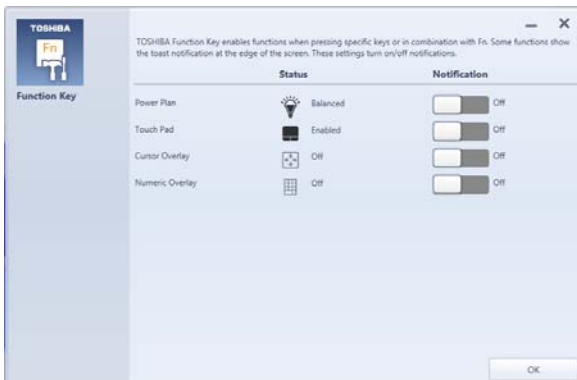 TOSHIBA
Fn
Function Key
TOSHIBA Function Key enables functions when pressing specific keys or in combination with Fn. Some functions show
the toast notification at the edge of the screen. These settings turn on/off notifications.
Status Notification
Power Plan Balanced Off
Touch Pad Enabled Off
Cursor Overlay Off Off
Numeric Overlay Off Off
OK